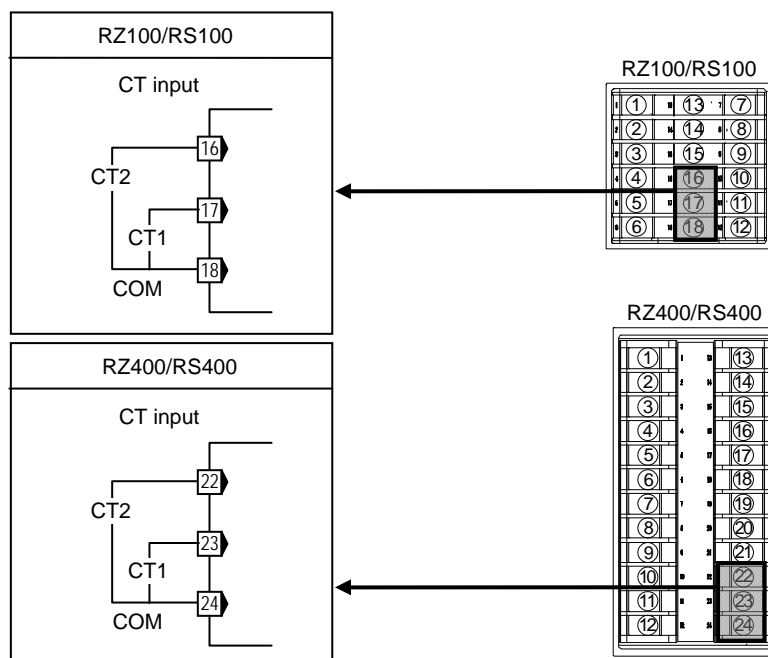 RZ100/RS100
CT input
16
CT2
17
CT1
18
COM
RZ100/RS100
① ⑬ ⑦
② ⑭ ⑧
③ ⑮ ⑨
④ ⑯ ⑩
⑤ ⑰ ⑪
⑥ ⑱ ⑫
RZ400/RS400
CT input
22
CT2
23
CT1
24
COM
RZ400/RS400
① ⑬
② ⑭
③ ⑮
④ ⑯
⑤ ⑰
⑥ ⑱
⑦ ⑲
⑧ ⑳
⑨ ㉑
⑩ ㉒
⑪ ㉓
⑫ ㉔